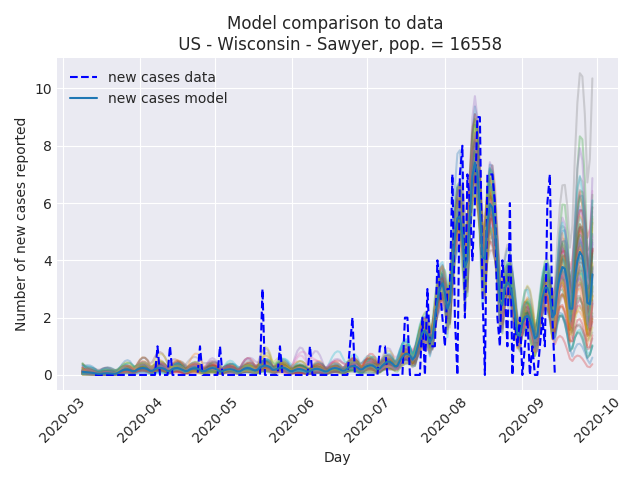 Model comparison to data
US - Wisconsin - Sawyer, pop. = 16558
new cases data
new cases model
Number of new cases reported
10
8
6
4
2
0
2020-03
2020-04
2020-05
2020-06
2020-07
2020-08
2020-09
2020-10
Day